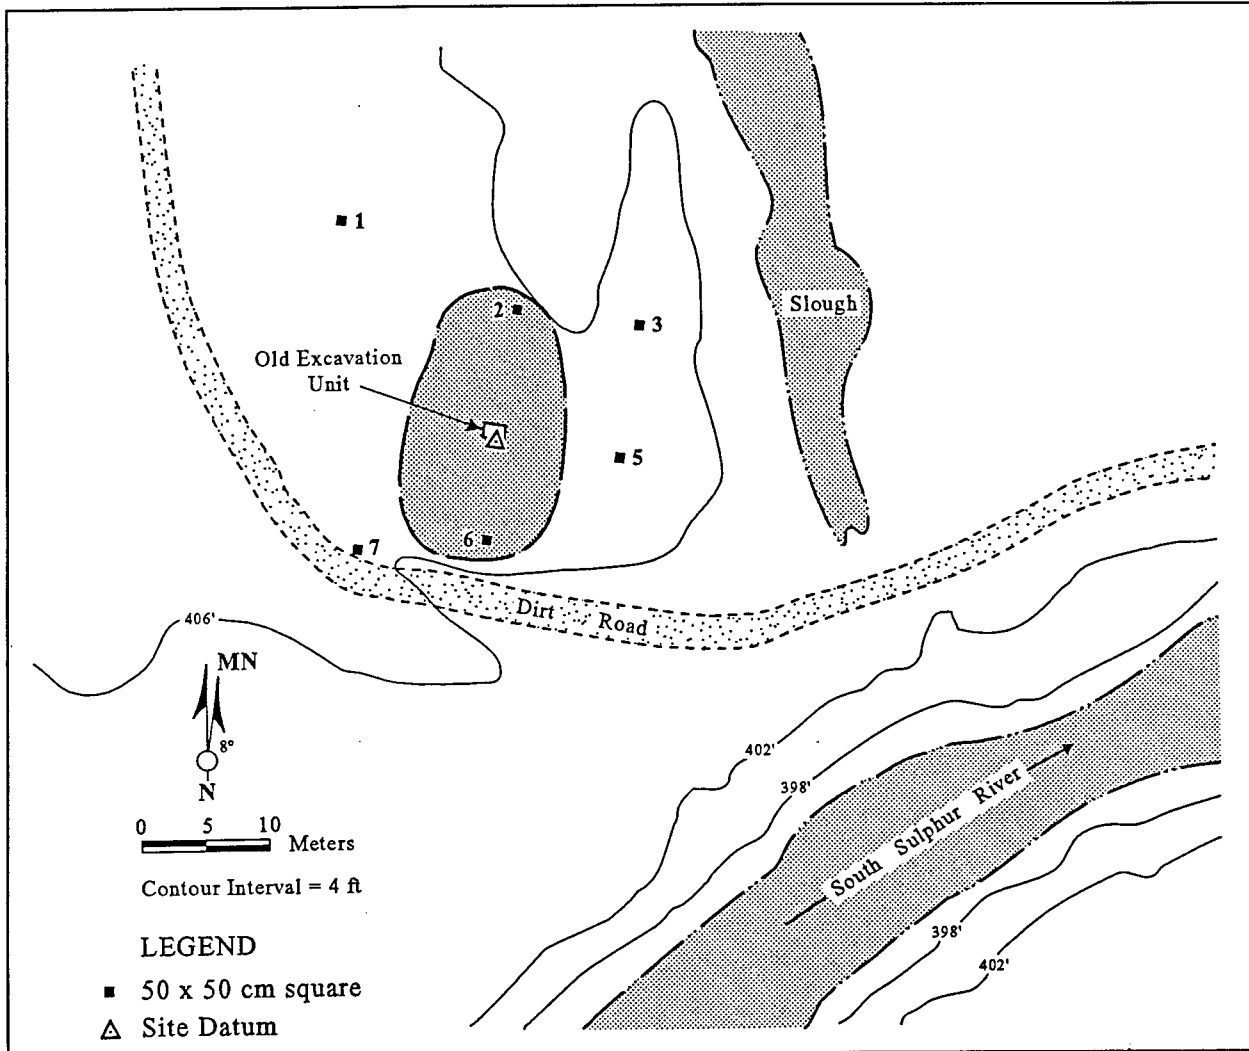 1
Slough
2
3
Old Excavation
Unit
5
6
7
Dirt Road
406'
MN
8°
N
402'
398'
South Sulphur River
0 5 10
Meters
Contour Interval = 4 ft
398'
402'
LEGEND
50 x 50 cm square
Site Datum